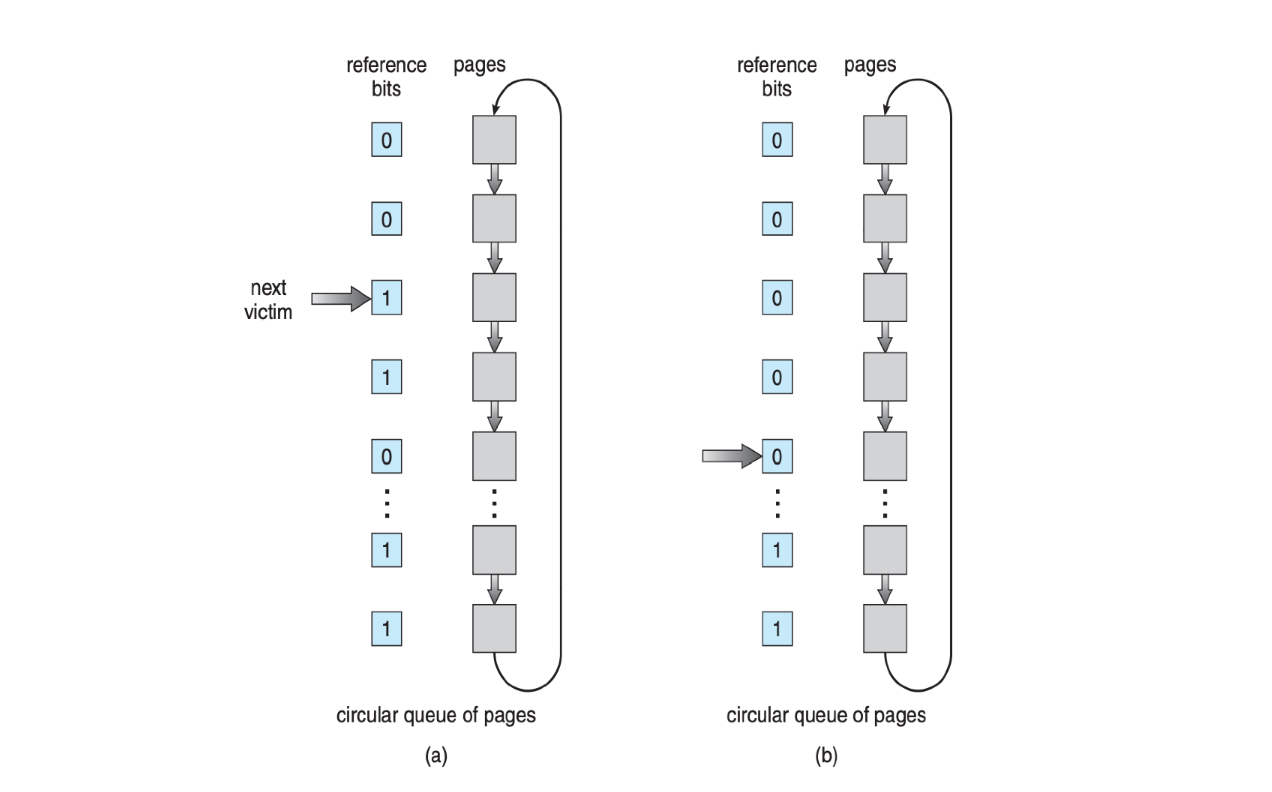 reference pages
bits
0
0
next
victim
1
1
0
1
1
circular queue of pages
(a)
reference pages
bits
0
0
0
0
0
1
1
circular queue of pages
(b)